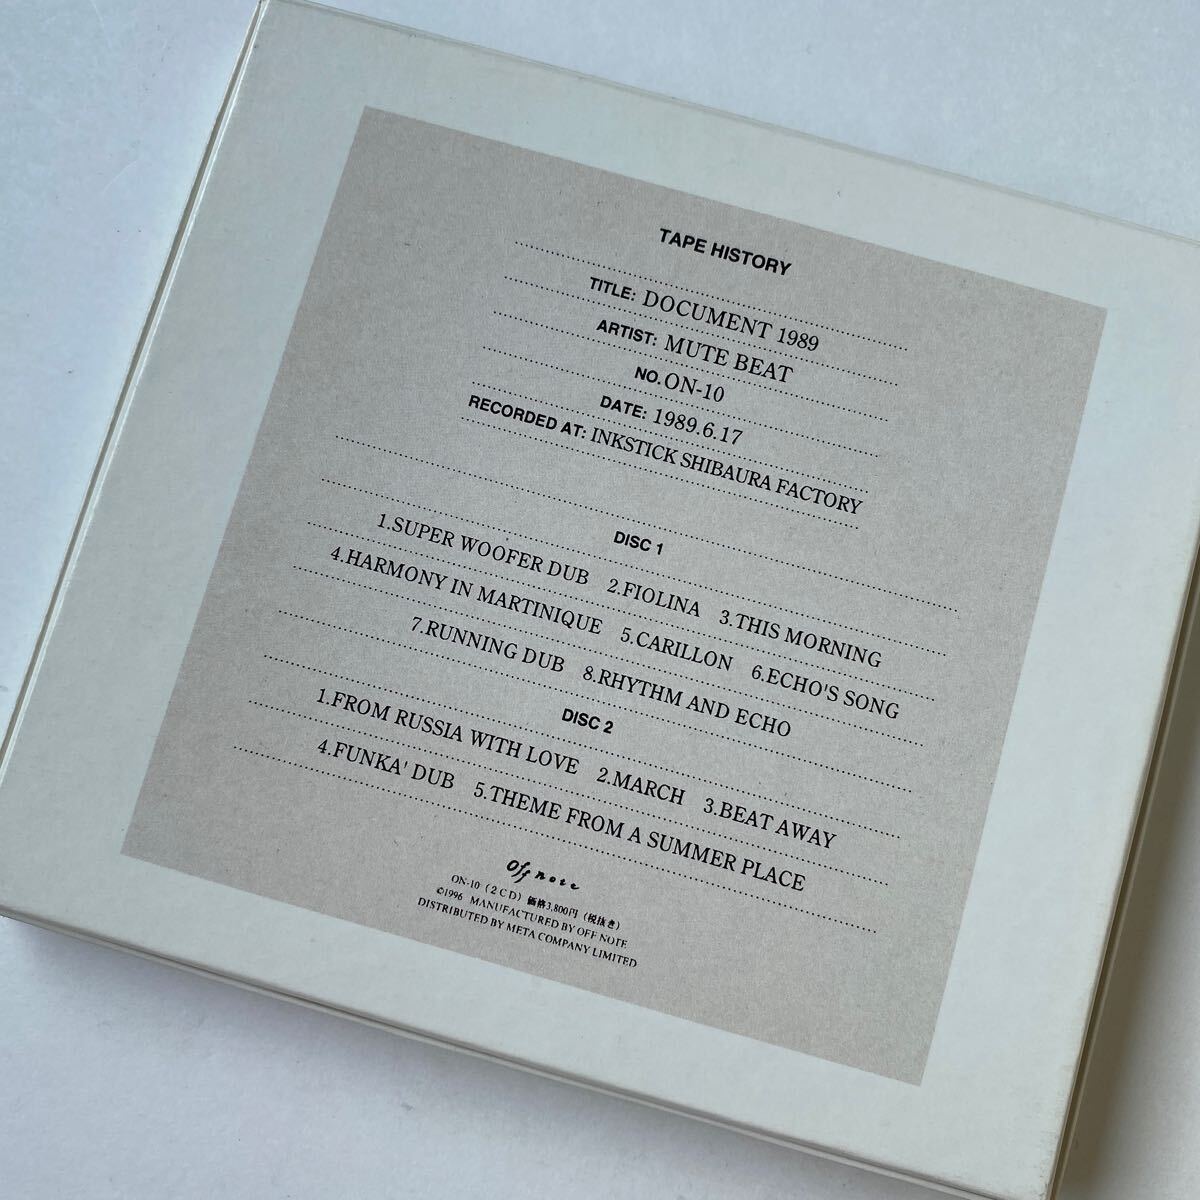 TAPE HISTORY
TITLE: DOCUMENT 1989
ARTIST: MUTE BEAT
NO. ON-10
DATE: 1989.6.17
RECORDED AT: INKSTICK SHIBAURA FACTORY
DISC 1
1.SUPER WOOFER DUB 2.FIOLINA 3.THIS MORNING
4.HARMONY IN MARTINIQUE 5.CARILLON 6.ECHO'S SONG
7.RUNNING DUB 8.RHYTHM AND ECHO
DISC 2
1.FROM RUSSIA WITH LOVE 2.MARCH 3.BEAT AWAY
4.FUNKA' DUB 5.THEME FROM A SUMMER PLACE
Off note
ON-10 (2CD) 価格3,800円 (税抜き)
©1996 MANUFACTURED BY OFF NOTE
DISTRIBUTED BY META COMPANY LIMITED